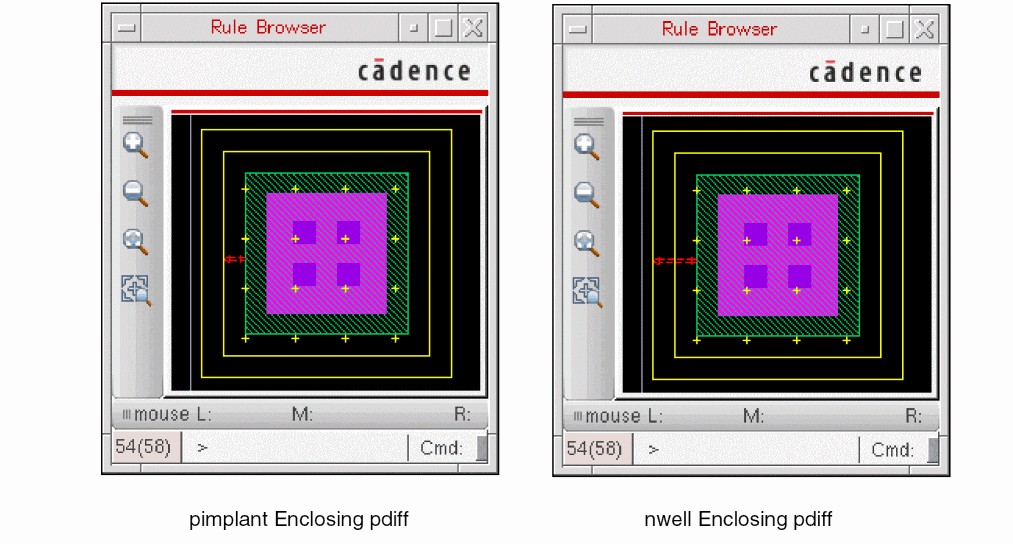 Rule Browser
cādence
mouse L: M: R:
54(58) > Cmd:
pimplant Enclosing pdiff
Rule Browser
cādence
mouse L: M: R:
54(58) > Cmd:
nwell Enclosing pdiff